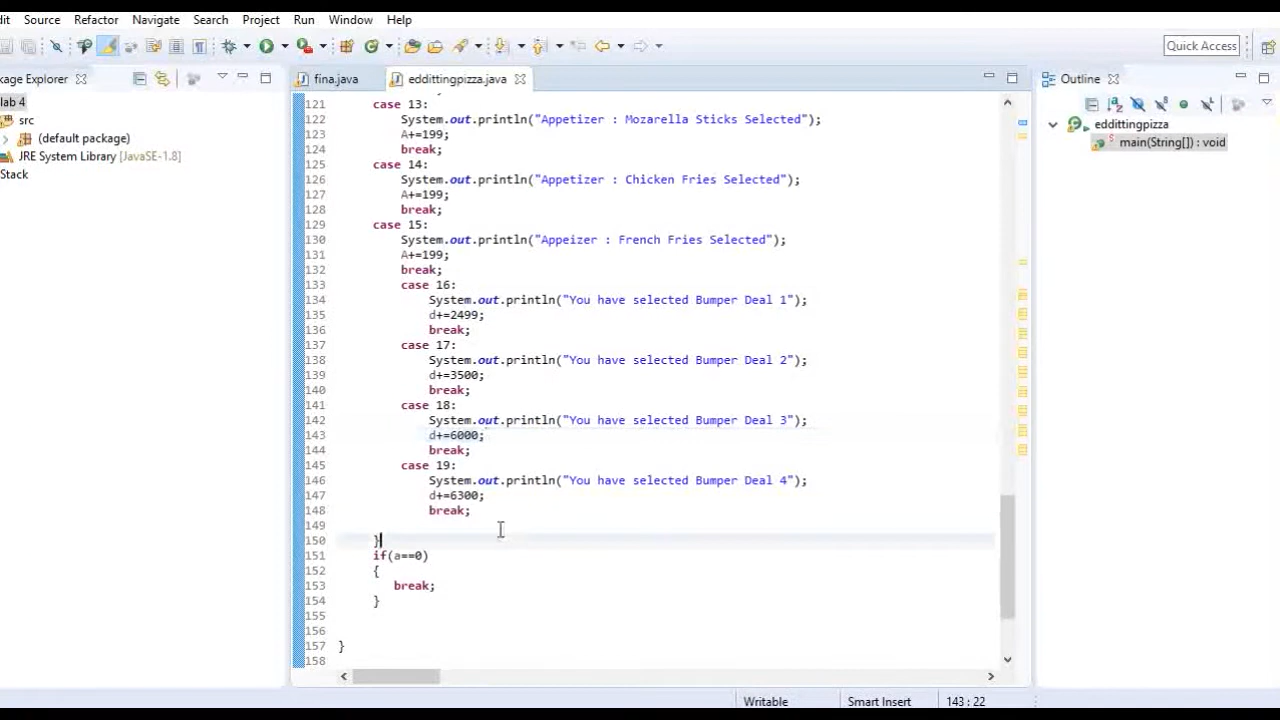 dit Source Refactor Navigate Search Project Run Window Help
Quick Access
kage Explorer
fina.java
eddittingpizza.java
Outline
lab 4
src
(default package)
JRE System Library [JavaSE-1.8]
Stack
121 case 13:
122 System.out.println("Appetizer : Mozarella Sticks Selected");
123 A+=199;
124 break;
125 case 14:
126 System.out.println("Appetizer : Chicken Fries Selected");
127 A+=199;
128 break;
129 case 15:
130 System.out.println("Appeizer : French Fries Selected");
131 A+=199;
132 break;
133 case 16:
134 System.out.println("You have selected Bumper Deal 1");
135 d+=2499;
136 break;
137 case 17:
138 System.out.println("You have selected Bumper Deal 2");
139 d+=3500;
140 break;
141 case 18:
142 System.out.println("You have selected Bumper Deal 3");
143 d+=6000;
144 break;
145 case 19:
146 System.out.println("You have selected Bumper Deal 4");
147 d+=6300;
148 break;
149
150 }
151 if(a==0)
152 {
153 break;
154 }
155
156
157 }
158
eddittingpizza
main(String[]) : void
Writable
Smart Insert
143 : 22